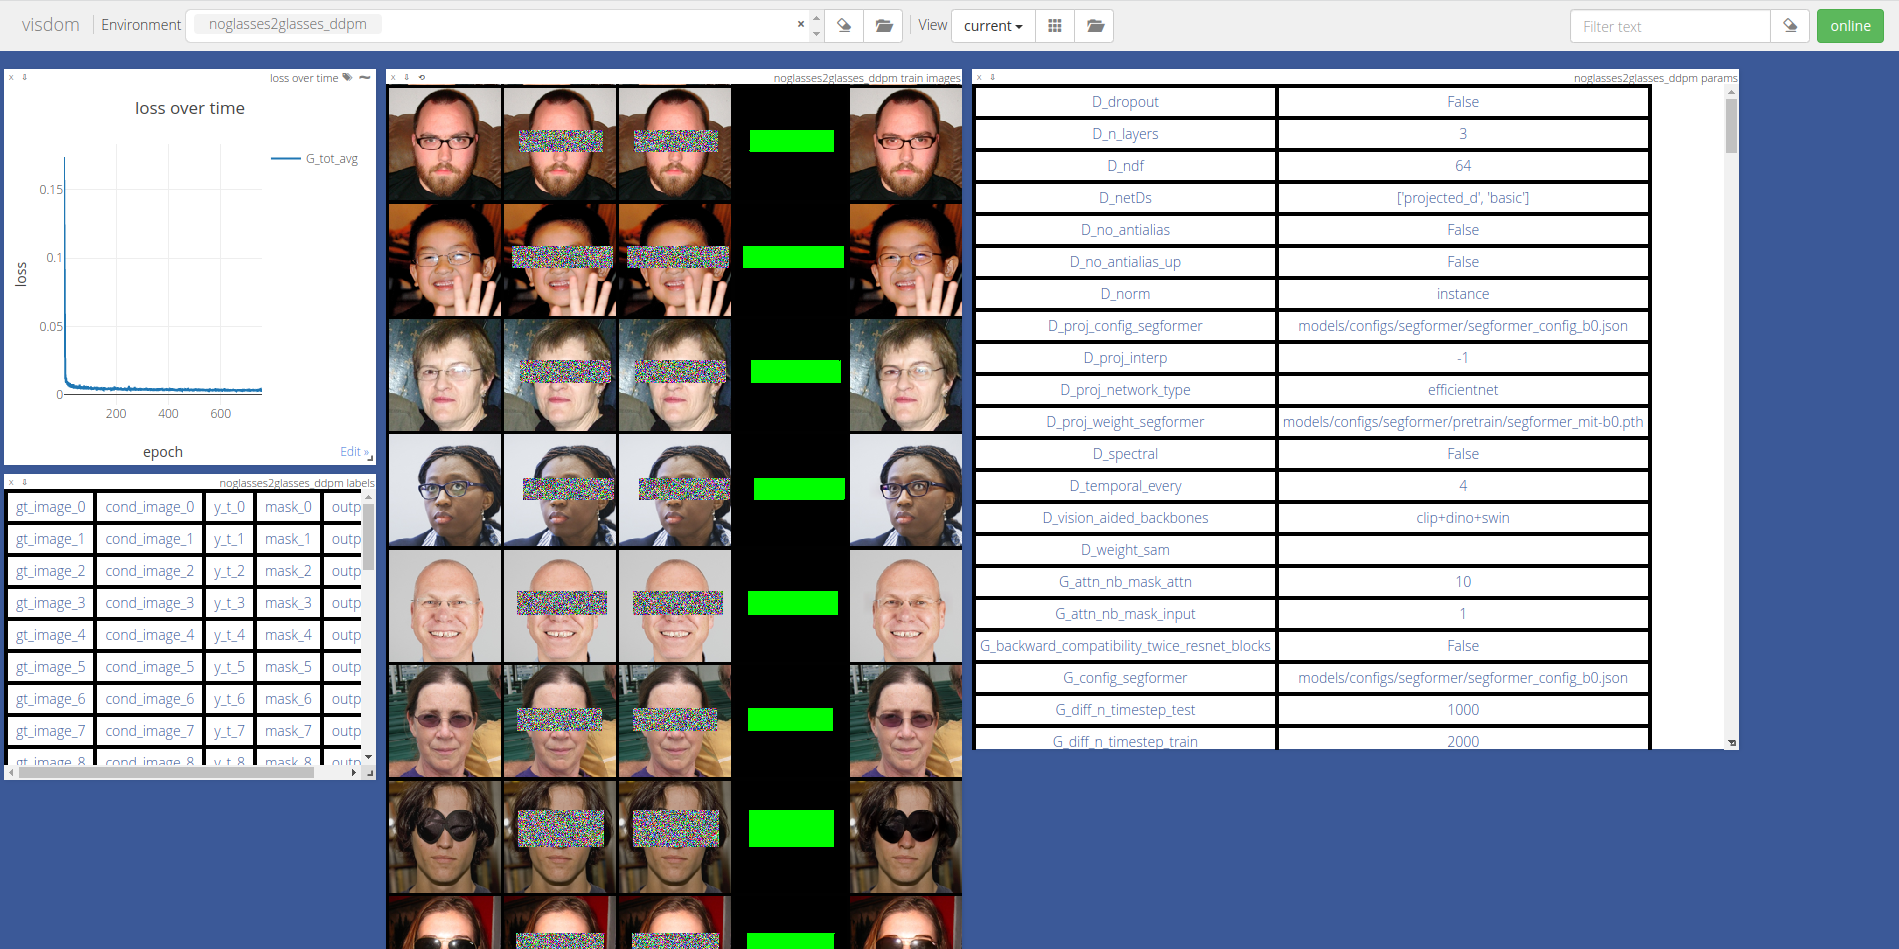 visdom Environment noglasses2glasses_ddpm × View current Filter text online
x loss over time
loss over time
G_tot_avg
0.15
0.1
0.05
0
loss
200 400 600
epoch
Edit »
x noglasses2glasses_ddpm labels
gt_image_0 cond_image_0 y_t_0 mask_0 outp
gt_image_1 cond_image_1 y_t_1 mask_1 outp
gt_image_2 cond_image_2 y_t_2 mask_2 outp
gt_image_3 cond_image_3 y_t_3 mask_3 outp
gt_image_4 cond_image_4 y_t_4 mask_4 outp
gt_image_5 cond_image_5 y_t_5 mask_5 outp
gt_image_6 cond_image_6 y_t_6 mask_6 outp
gt_image_7 cond_image_7 y_t_7 mask_7 outp
gt_image_8 cond_image_8 y_t_8 mask_8 outp
x noglasses2glasses_ddpm train images
x noglasses2glasses_ddpm params
D_dropout False
D_n_layers 3
D_ndf 64
D_netDs ['projected_d', 'basic']
D_no_antialias False
D_no_antialias_up False
D_norm instance
D_proj_config_segformer models/configs/segformer/segformer_config_b0.json
D_proj_interp -1
D_proj_network_type efficientnet
D_proj_weight_segformer models/configs/segformer/pretrain/segformer_mit-b0.pth
D_spectral False
D_temporal_every 4
D_vision_aided_backbones clip+dino+swin
D_weight_sam
G_attn_nb_mask_attn 10
G_attn_nb_mask_input 1
G_backward_compatibility_twice_resnet_blocks False
G_config_segformer models/configs/segformer/segformer_config_b0.json
G_diff_n_timestep_test 1000
G_diff_n_timestep_train 2000